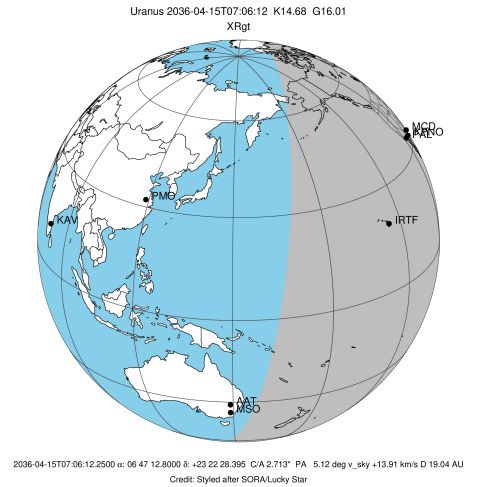 Uranus 2036-04-15T07:06:12 K14.68 G16.01
XRgt
MCD
PAL
PMO
KAV
IRTF
AAT
MSO
2036-04-15T07:06:12.2500 α: 06 47 12.8000 δ: +23 22 28.395 C/A 2.713" PA 5.12 deg v_sky +13.91 km/s D 19.04 AU
Credit: Styled after SORA/Lucky Star